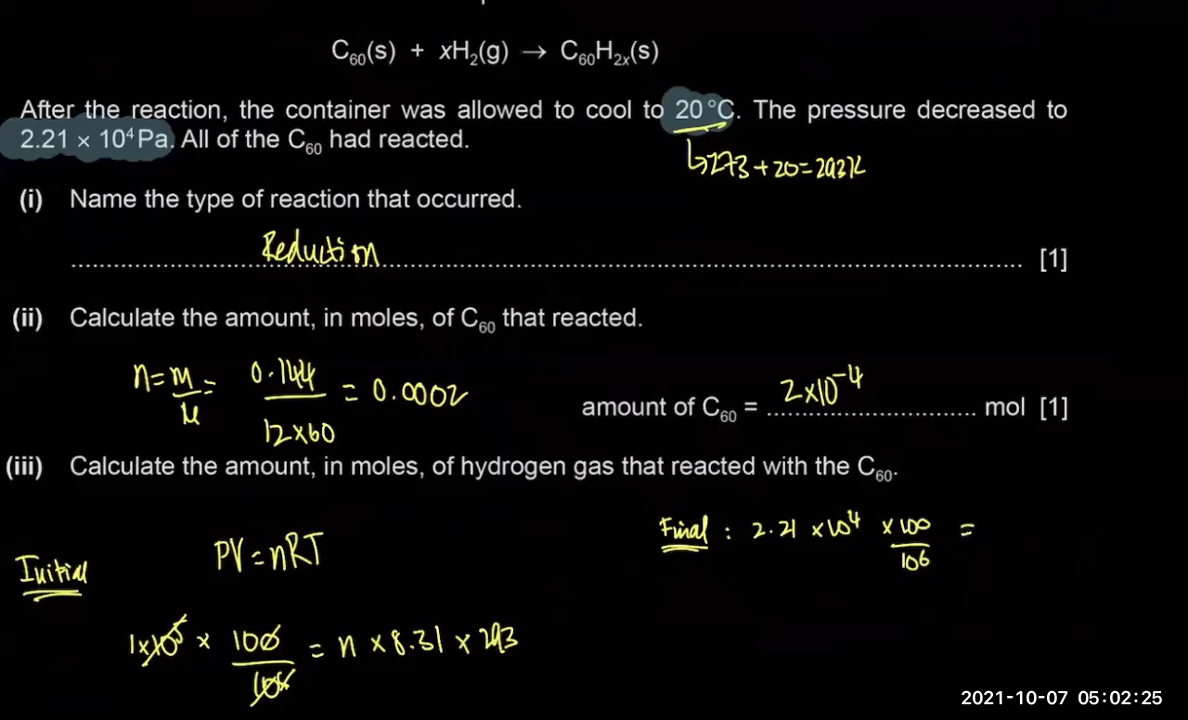 C₆₀(s) + xH₂(g) → C₆₀H₂ₓ(s)
After the reaction, the container was allowed to cool to 20 °C. The pressure decreased to
2.21 × 10⁴ Pa. All of the C₆₀ had reacted.
↳273+20=293K
(i) Name the type of reaction that occurred.
Reduction
[1]
(ii) Calculate the amount, in moles, of C₆₀ that reacted.
n=m/M = 0.144/12×60 = 0.0002
amount of C₆₀ = 2×10⁻⁴ mol [1]
(iii) Calculate the amount, in moles, of hydrogen gas that reacted with the C₆₀.
Final : 2.21 ×10⁴ ×100/10⁶ =
PV=nRT
Initial
1×10⁵ × 100/10⁶ = n × 8.31 × 293
2021-10-07 05:02:25